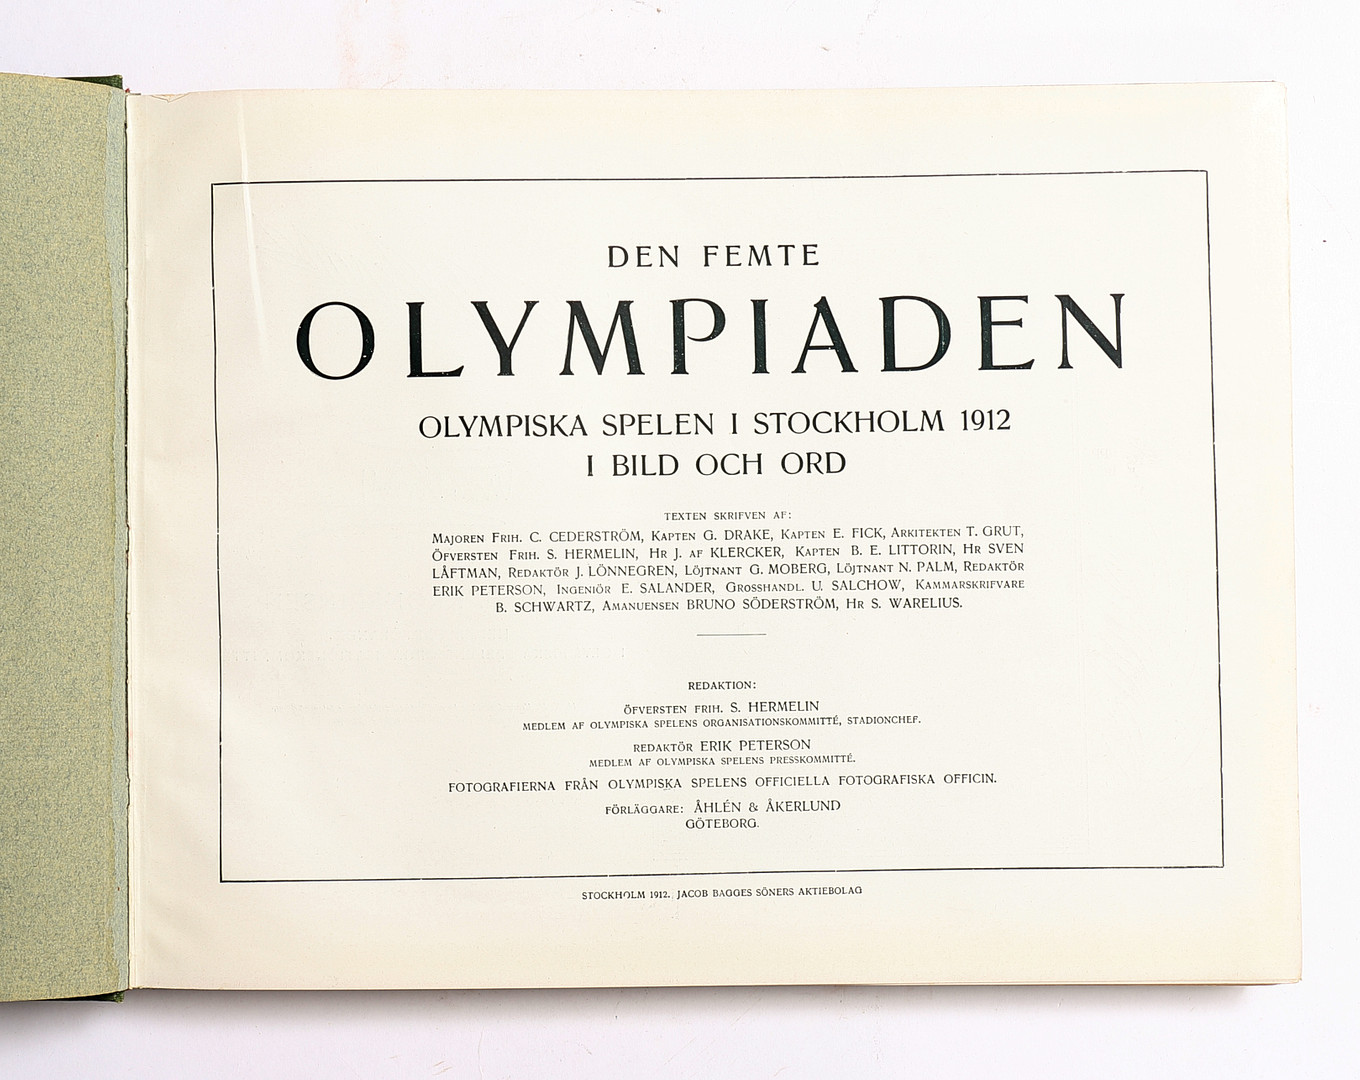 DEN FEMTE
OLYMPIADEN
OLYMPISKA SPELEN I STOCKHOLM 1912
I BILD OCH ORD
TEXTEN SKRIFVEN AF:
MAJOREN FRIH. C. CEDERSTRÖM, KAPTEN G. DRAKE, KAPTEN E. FICK, ARKITEKTEN T. GRUT,
ÖFVERSTEN FRIH. S. HERMELIN, HR J. AF KLERCKER, KAPTEN B. E. LITTORIN, HR SVEN
LÅFTMAN, REDAKTÖR J. LÖNNEGREN, LÖJTNANT G. MOBERG, LÖJTNANT N. PALM, REDAKTÖR
ERIK PETERSON, INGENIÖR E. SALANDER, GROSSHANDL. U. SALCHOW, KAMMARSKRIFVARE
B. SCHWARTZ, AMANUENSEN BRUNO SÖDERSTRÖM, HR S. WARELIUS.
REDAKTION:
ÖFVERSTEN FRIH. S. HERMELIN
MEDLEM AF OLYMPISKA SPELENS ORGANISATIONSKOMMITTÉ, STADIONCHEF.
REDAKTÖR ERIK PETERSON
MEDLEM AF OLYMPISKA SPELENS PRESSKOMMITTÉ.
FOTOGRAFIERNA FRÅN OLYMPISKA SPELENS OFFICIELLA FOTOGRAFISKA OFFICIN.
FÖRLÄGGARE: ÅHLÉN & ÅKERLUND
GÖTEBORG.
STOCKHOLM 1912. JACOB BAGGES SÖNERS AKTIEBOLAG